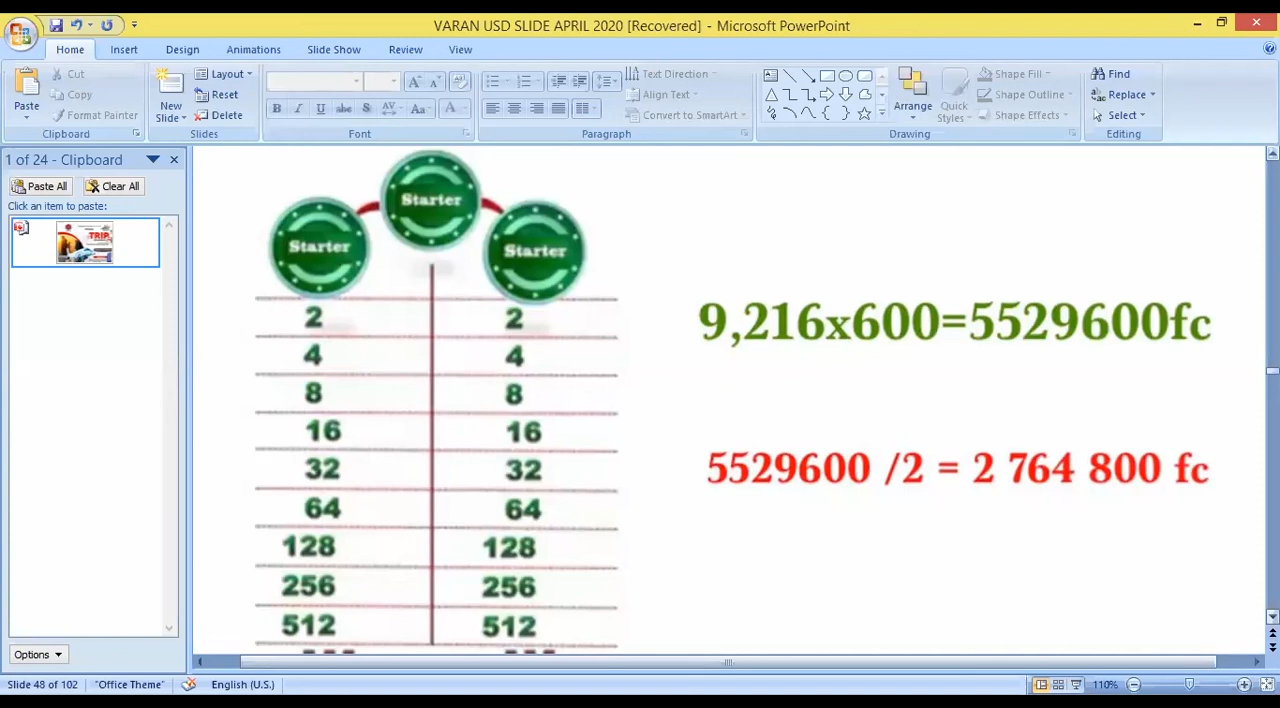 VARAN USD SLIDE APRIL 2020 [Recovered] - Microsoft PowerPoint
Home Insert Design Animations Slide Show Review View
Paste
Cut
Copy
Format Painter
Clipboard
New Slide
Layout
Reset
Delete
Slides
B I U abc S AV Aa A
Font
Text Direction
Align Text
Convert to SmartArt
Paragraph
Arrange
Quick Styles
Shape Fill
Shape Outline
Shape Effects
Drawing
Find
Replace
Select
Editing
1 of 24 - Clipboard
Paste All Clear All
Click an item to paste:
TRIP
Options
Starter
Starter Starter
2 2
4 4
8 8
16 16
32 32
64 64
128 128
256 256
512 512
9,216x600=5529600fc
5529600 /2 = 2 764 800 fc
Slide 48 of 102 "Office Theme" English (U.S.) 110%